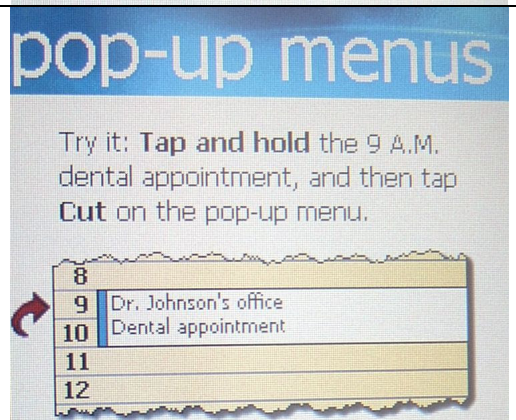 pop-up menus
Try it: Tap and hold the 9 A.M.
dental appointment, and then tap
Cut on the pop-up menu.
8
9 Dr. Johnson's office
10 Dental appointment
11
12